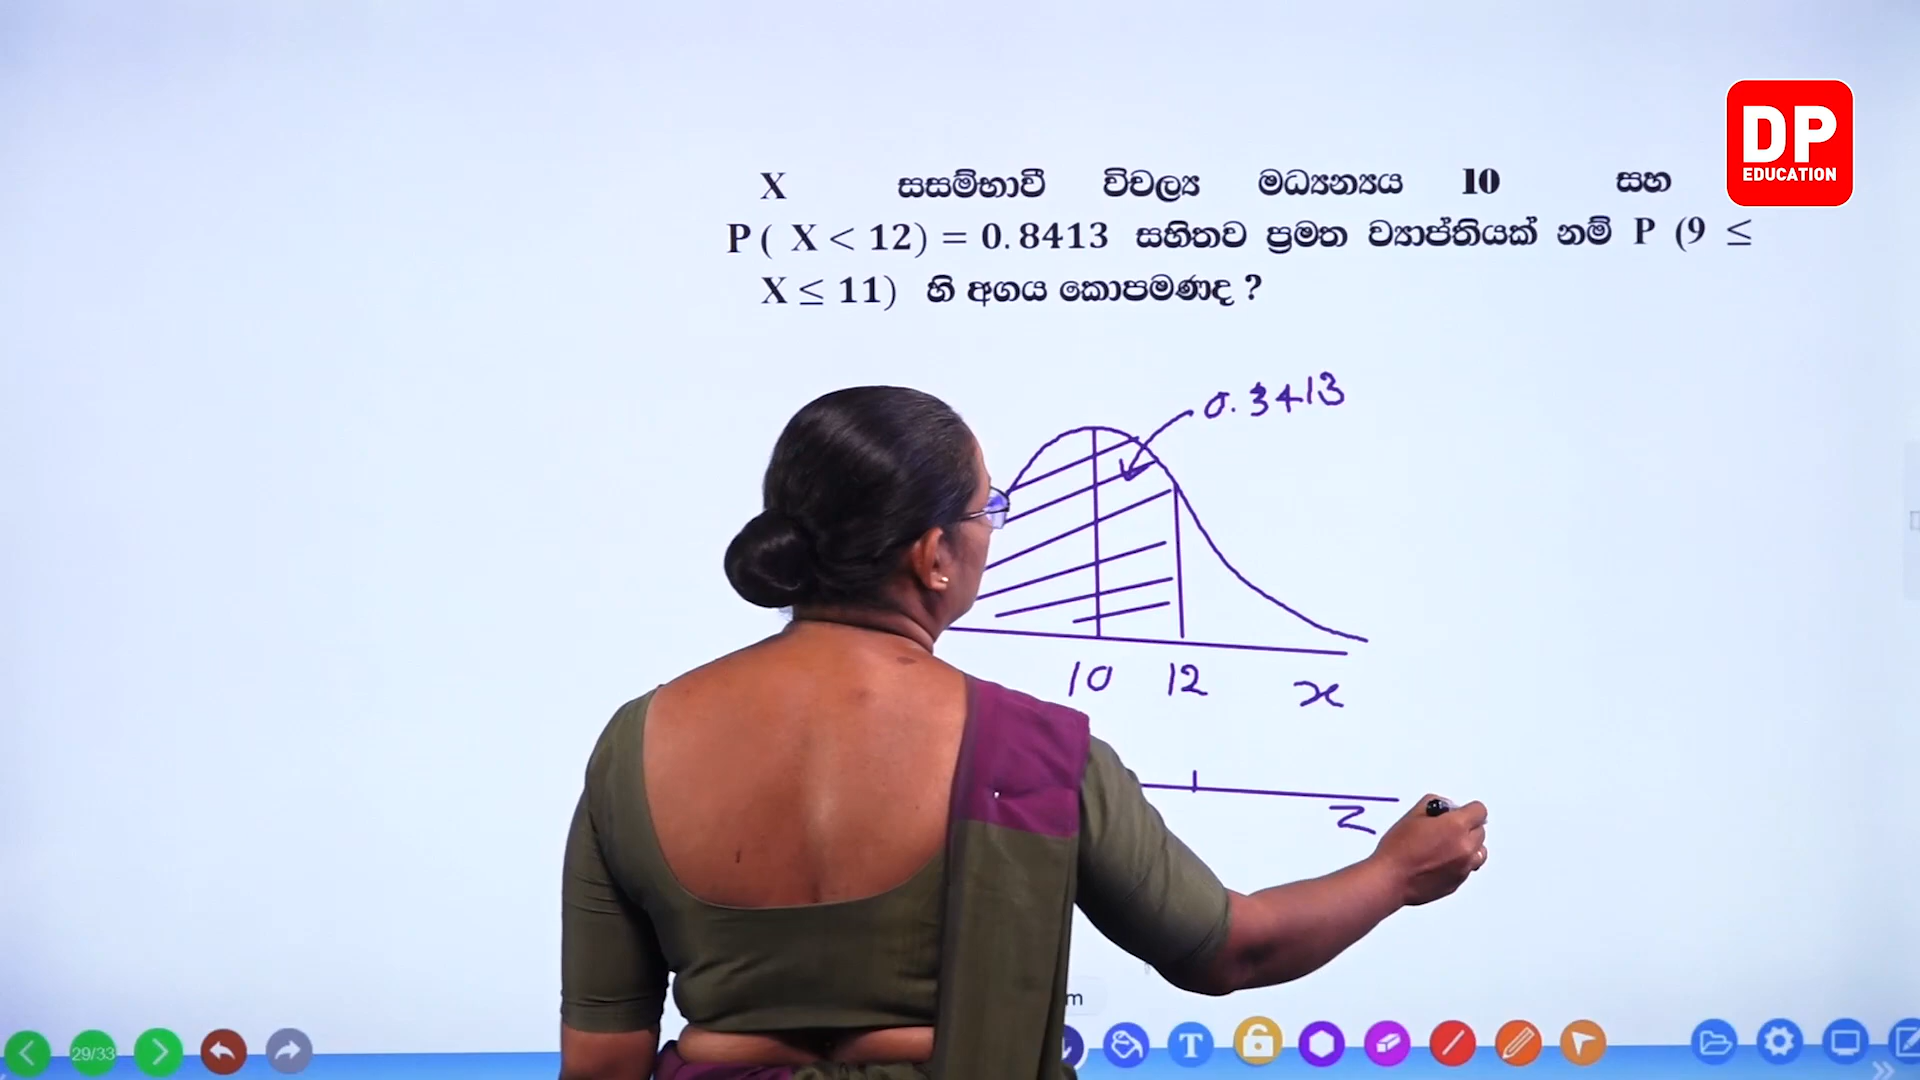 DP
EDUCATION
X සසම්භාවී විචල්‍ය මධ්‍යන්‍යය 10 සහ
P ( X < 12) = 0.8413 සහිතව ප්‍රමත ව්‍යාප්තියක් නම් P (9 ≤
X ≤ 11) හි අගය කොපමණද ?
0.3413
10 12 x
Z
m
29/33
T